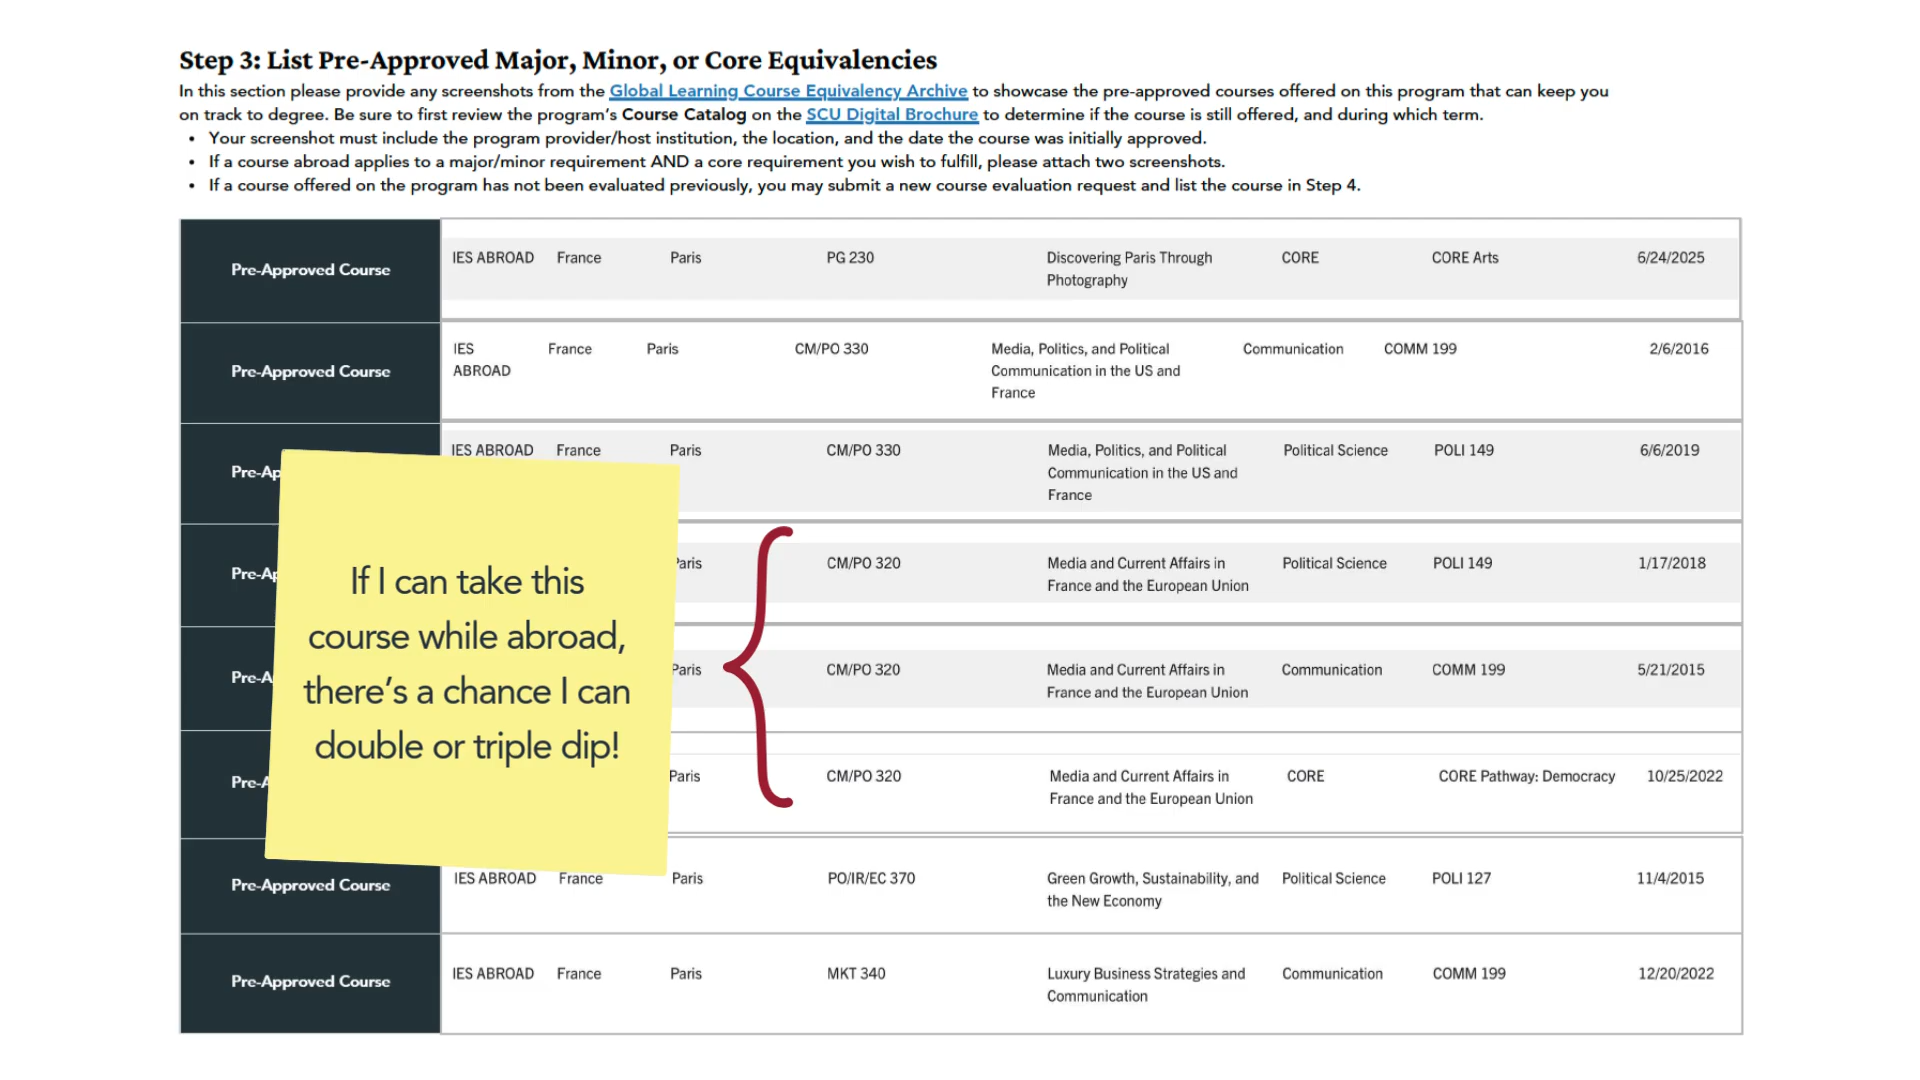 Step 3: List Pre-Approved Major, Minor, or Core Equivalencies
In this section please provide any screenshots from the Global Learning Course Equivalency Archive to showcase the pre-approved courses offered on this program that can keep you
on track to degree. Be sure to first review the program's Course Catalog on the SCU Digital Brochure to determine if the course is still offered, and during which term.
• Your screenshot must include the program provider/host institution, the location, and the date the course was initially approved.
• If a course abroad applies to a major/minor requirement AND a core requirement you wish to fulfill, please attach two screenshots.
• If a course offered on the program has not been evaluated previously, you may submit a new course evaluation request and list the course in Step 4.
Pre-Approved Course IES ABROAD France Paris PG 230 Discovering Paris Through CORE CORE Arts 6/24/2025
Photography
Pre-Approved Course IES France Paris CM/PO 330 Media, Politics, and Political Communication COMM 199 2/6/2016
ABROAD Communication in the US and
France
IES ABROAD France Paris CM/PO 330 Media, Politics, and Political Political Science POLI 149 6/6/2019
Pre-Ap Communication in the US and
France
Pre-Ap Paris CM/PO 320 Media and Current Affairs in Political Science POLI 149 1/17/2018
France and the European Union
Pre-A Paris CM/PO 320 Media and Current Affairs in Communication COMM 199 5/21/2015
France and the European Union
Pre-A Paris CM/PO 320 Media and Current Affairs in CORE CORE Pathway: Democracy 10/25/2022
France and the European Union
If I can take this
course while abroad,
there's a chance I can
double or triple dip!
Pre-Approved Course IES ABROAD France Paris PO/IR/EC 370 Green Growth, Sustainability, and Political Science POLI 127 11/4/2015
the New Economy
Pre-Approved Course IES ABROAD France Paris MKT 340 Luxury Business Strategies and Communication COMM 199 12/20/2022
Communication